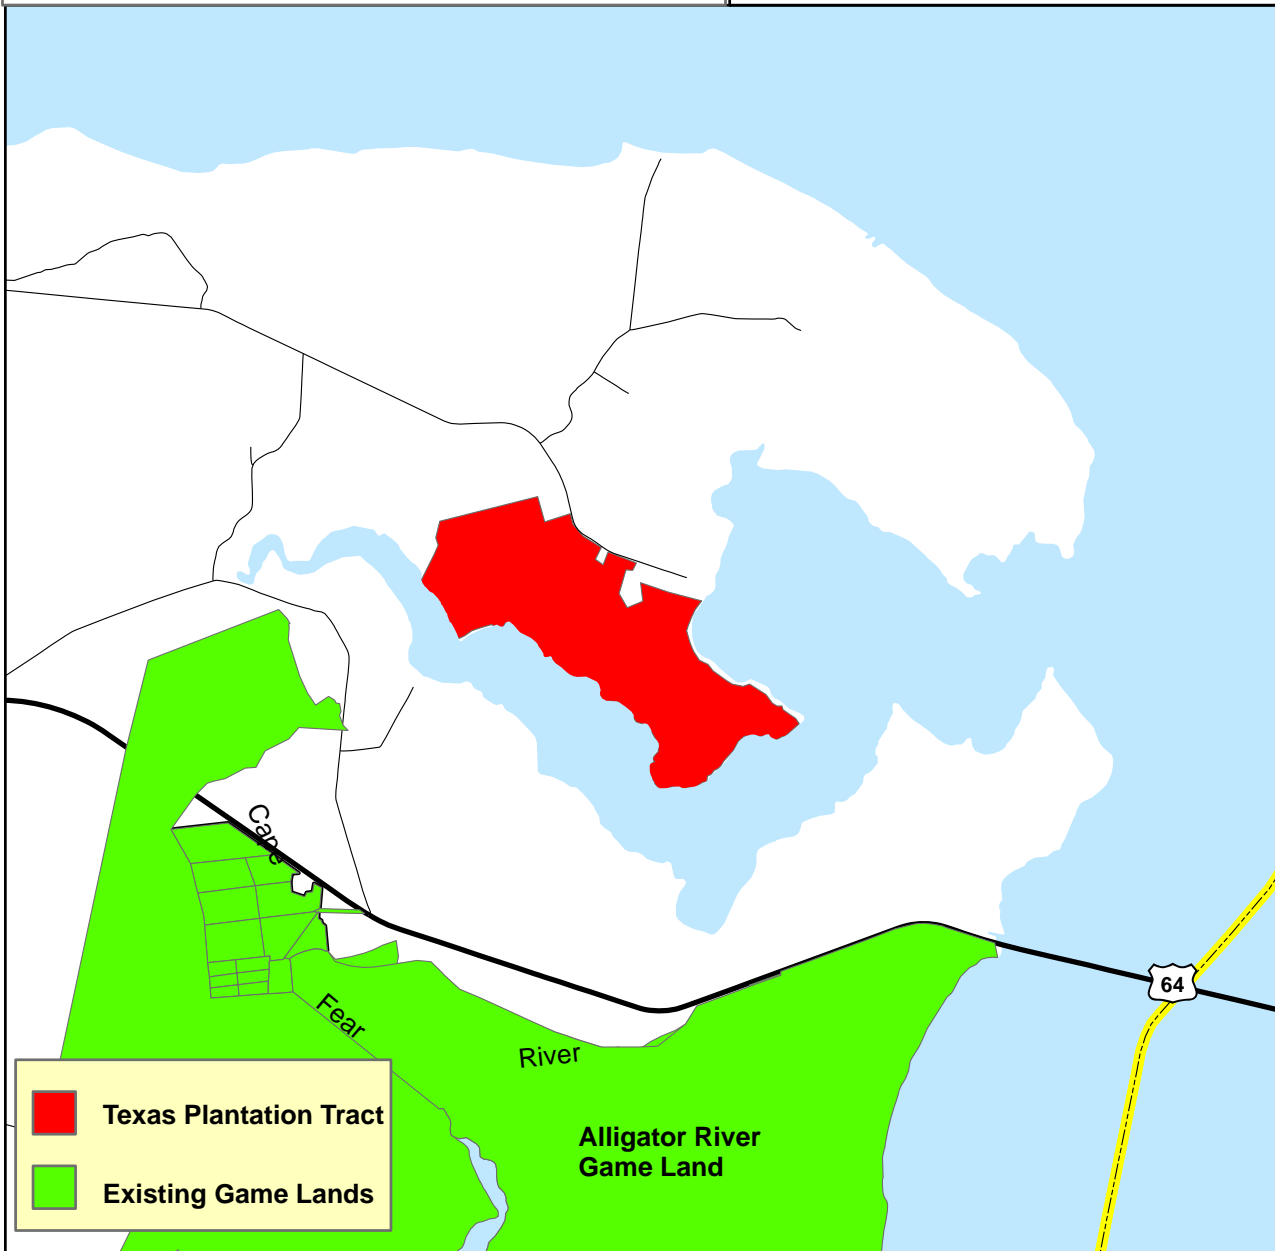 Cape
Fear
River
64
Alligator River
Game Land
Texas Plantation Tract
Existing Game Lands